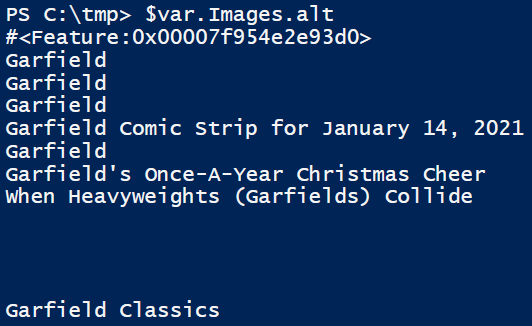 PS C:\tmp> $var.Images.alt
#<Feature:0x00007f954e2e93d0>
Garfield
Garfield
Garfield
Garfield Comic Strip for January 14, 2021
Garfield
Garfield's Once-A-Year Christmas Cheer
When Heavyweights (Garfields) Collide
Garfield Classics